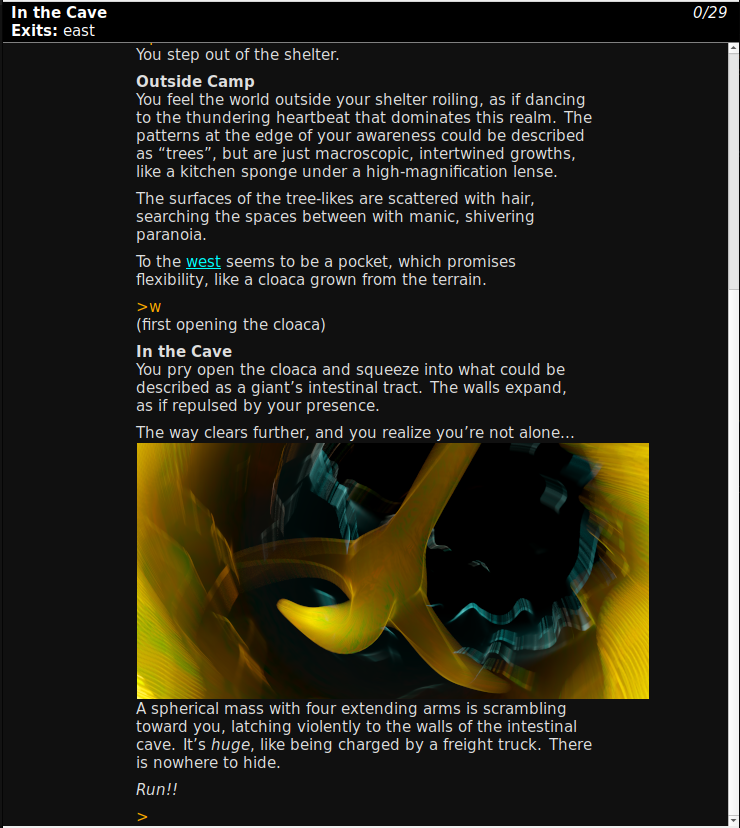 In the Cave
0/29
Exits: east
You step out of the shelter.
Outside Camp
You feel the world outside your shelter roiling, as if dancing
to the thundering heartbeat that dominates this realm. The
patterns at the edge of your awareness could be described
as “trees”, but are just macroscopic, intertwined growths,
like a kitchen sponge under a high-magnification lense.
The surfaces of the tree-likes are scattered with hair,
searching the spaces between with manic, shivering
paranoia.
To the west seems to be a pocket, which promises
flexibility, like a cloaca grown from the terrain.
>w
(first opening the cloaca)
In the Cave
You pry open the cloaca and squeeze into what could be
described as a giant’s intestinal tract. The walls expand,
as if repulsed by your presence.
The way clears further, and you realize you’re not alone…
A spherical mass with four extending arms is scrambling
toward you, latching violently to the walls of the intestinal
cave. It’s huge, like being charged by a freight truck. There
is nowhere to hide.
Run!!
>